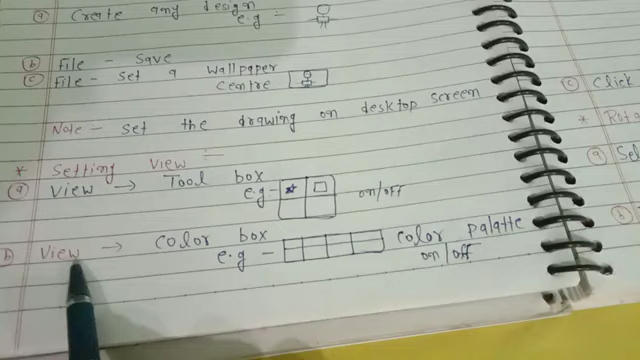 (a) Create any design
e.g =
(b) File - Save
(c) File - Set a Wallpaper
Centre
Note - Set the drawing on desktop screen
* Setting View :-
(a) View → Tool box
e.g - on/off
(b) View → Color box Color palatte
e.g - on/off
(c) Click
* Rota
(a) Sel
(b)